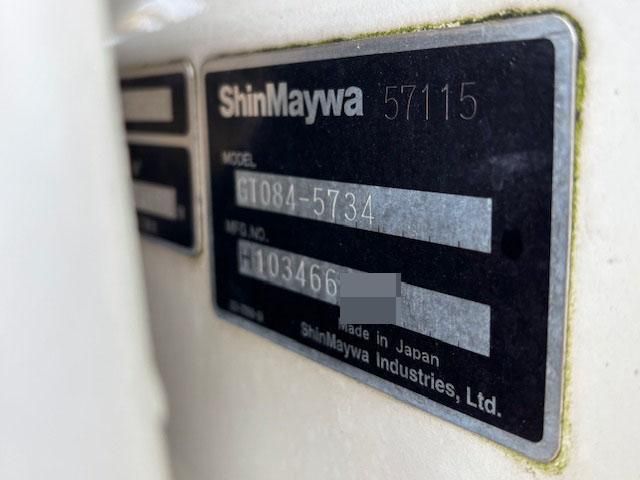 ShinMaywa 57115
MODEL
GT084-5734
MFG.NO.
H103466
Made in Japan
ShinMaywa Industries, Ltd.